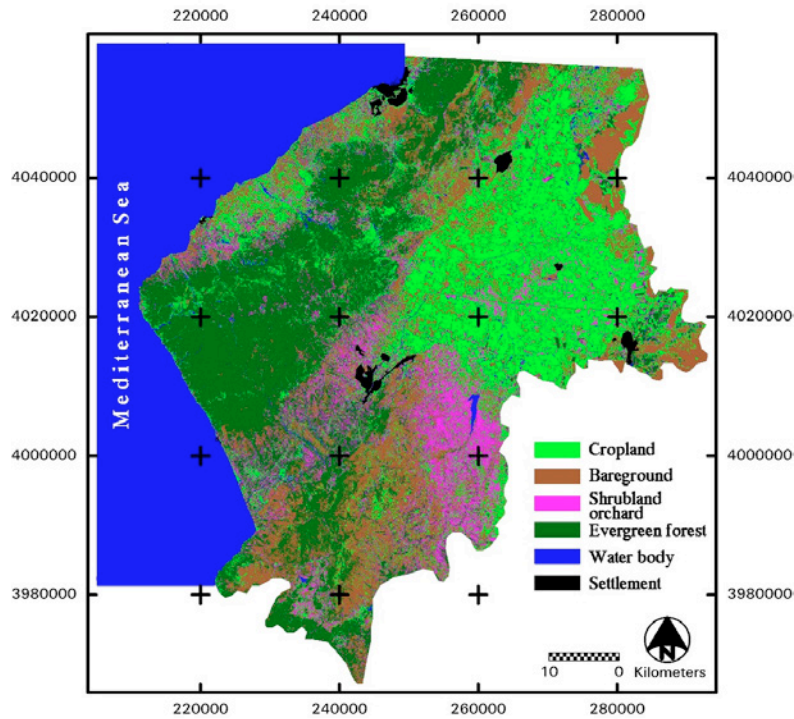 220000 240000 260000 280000
4040000 4040000
4020000 4020000
4000000 4000000
3980000 3980000
Mediterranean Sea
Cropland
Bareground
Shrubland
orchard
Evergreen forest
Water body
Settlement
N
10 0 Kilometers
220000 240000 260000 280000